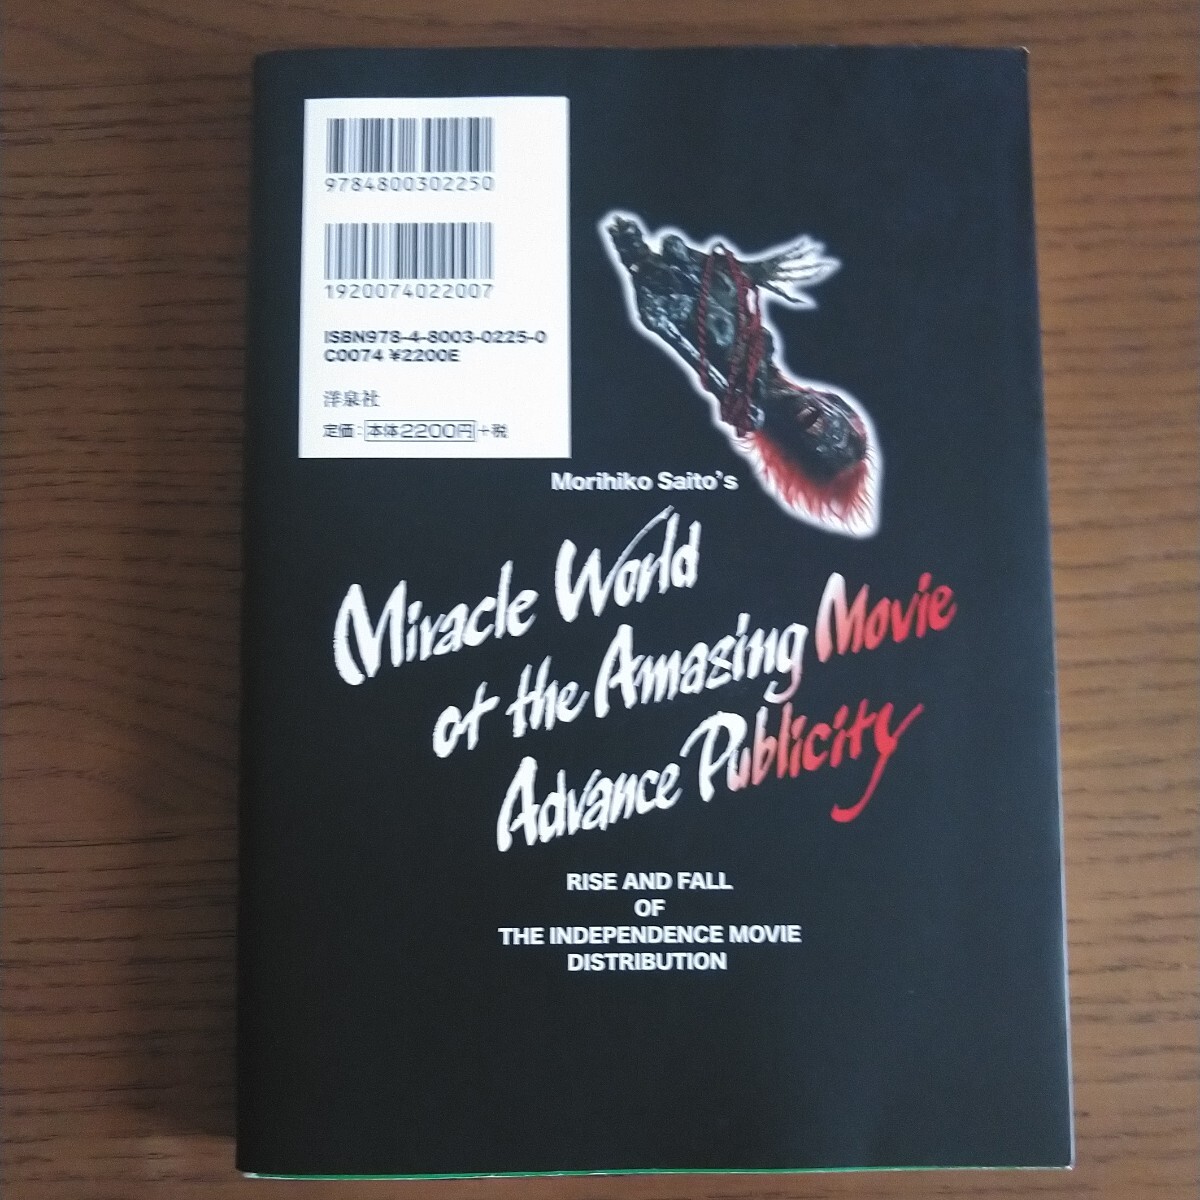 9784800302250
1920074022007
ISBN978-4-8003-0225-0
C0074 ¥2200E
洋泉社
定価:本体2200円+税
Morihiko Saito's
Miracle World
of the Amazing Movie
Advance Publicity
RISE AND FALL
OF
THE INDEPENDENCE MOVIE
DISTRIBUTION